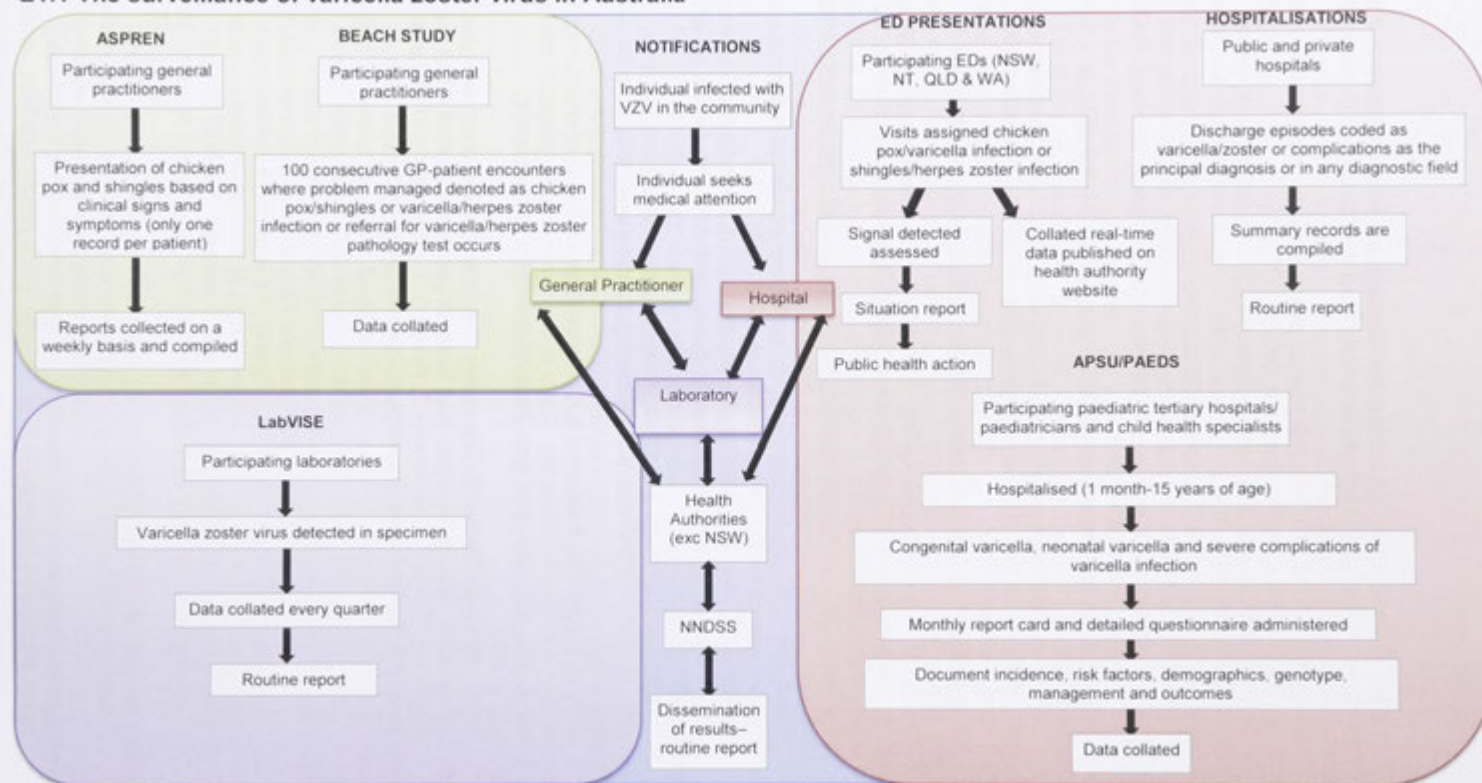 The surveillance of varicella zoster virus in Australia
ASPREN
Participating general
practitioners
Presentation of chicken
pox and shingles based on
clinical signs and
symptoms (only one
record per patient)
Reports collected on a
weekly basis and compiled
BEACH STUDY
Participating general
practitioners
100 consecutive GP-patient encounters
where problem managed denoted as chicken
pox/shingles or varicella/herpes zoster
infection or referral for varicella/herpes zoster
pathology test occurs
Data collated
NOTIFICATIONS
Individual infected with
VZV in the community
Individual seeks
medical attention
General Practitioner
Hospital
Laboratory
Health
Authorities
(exc NSW)
NNDSS
Dissemination
of results–
routine report
LabVISE
Participating laboratories
Varicella zoster virus detected in specimen
Data collated every quarter
Routine report
ED PRESENTATIONS
Participating EDs (NSW,
NT, QLD & WA)
Visits assigned chicken
pox/varicella infection or
shingles/herpes zoster infection
Signal detected
assessed
Situation report
Public health action
Collated real-time
data published on
health authority
website
HOSPITALISATIONS
Public and private
hospitals
Discharge episodes coded as
varicella/zoster or complications as the
principal diagnosis or in any diagnostic field
Summary records are
compiled
Routine report
APSU/PAEDS
Participating paediatric tertiary hospitals/
paediatricians and child health specialists
Hospitalised (1 month-15 years of age)
Congenital varicella, neonatal varicella and severe complications of
varicella infection
Monthly report card and detailed questionnaire administered
Document incidence, risk factors, demographics, genotype,
management and outcomes
Data collated